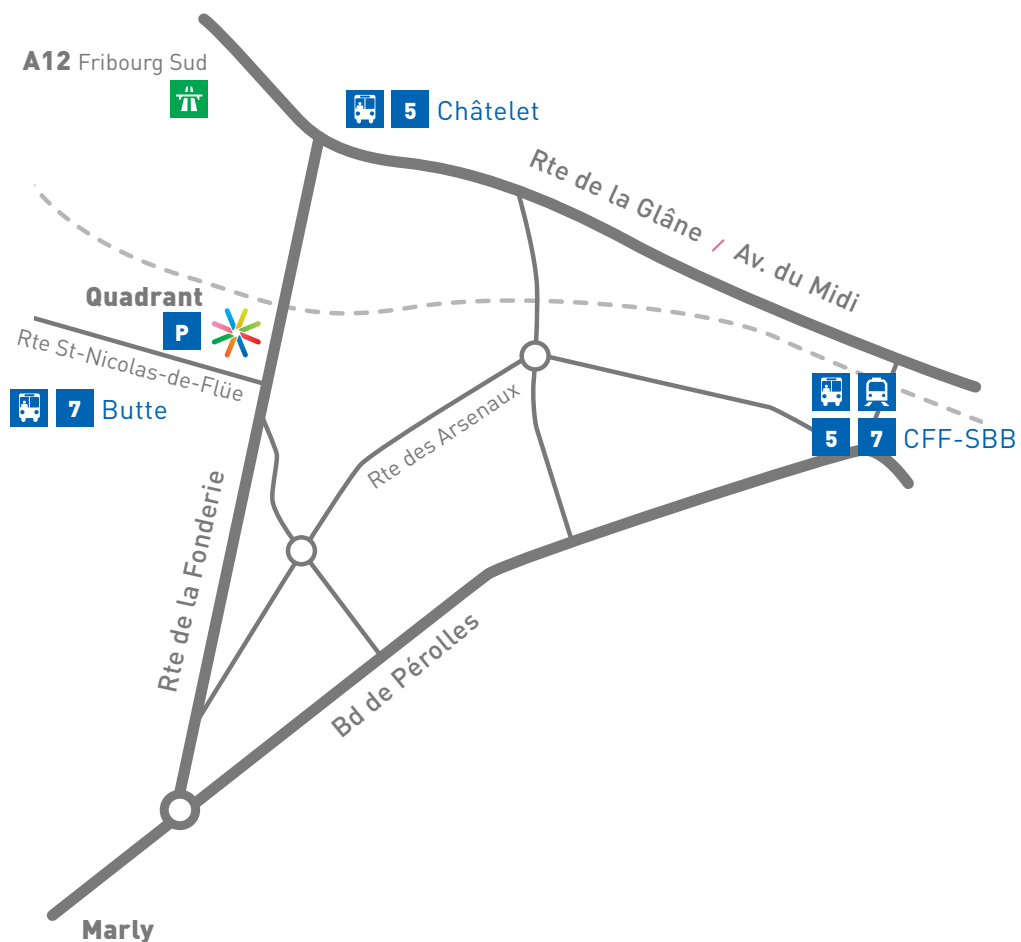 A12 Fribourg Sud
5 Châtelet
Rte de la Glâne / Av. du Midi
Quadrant
P
Rte St-Nicolas-de-Flüe
7 Butte
Rte des Arsenaux
5 7 CFF-SBB
Rte de la Fonderie
Bd de Pérolles
Marly